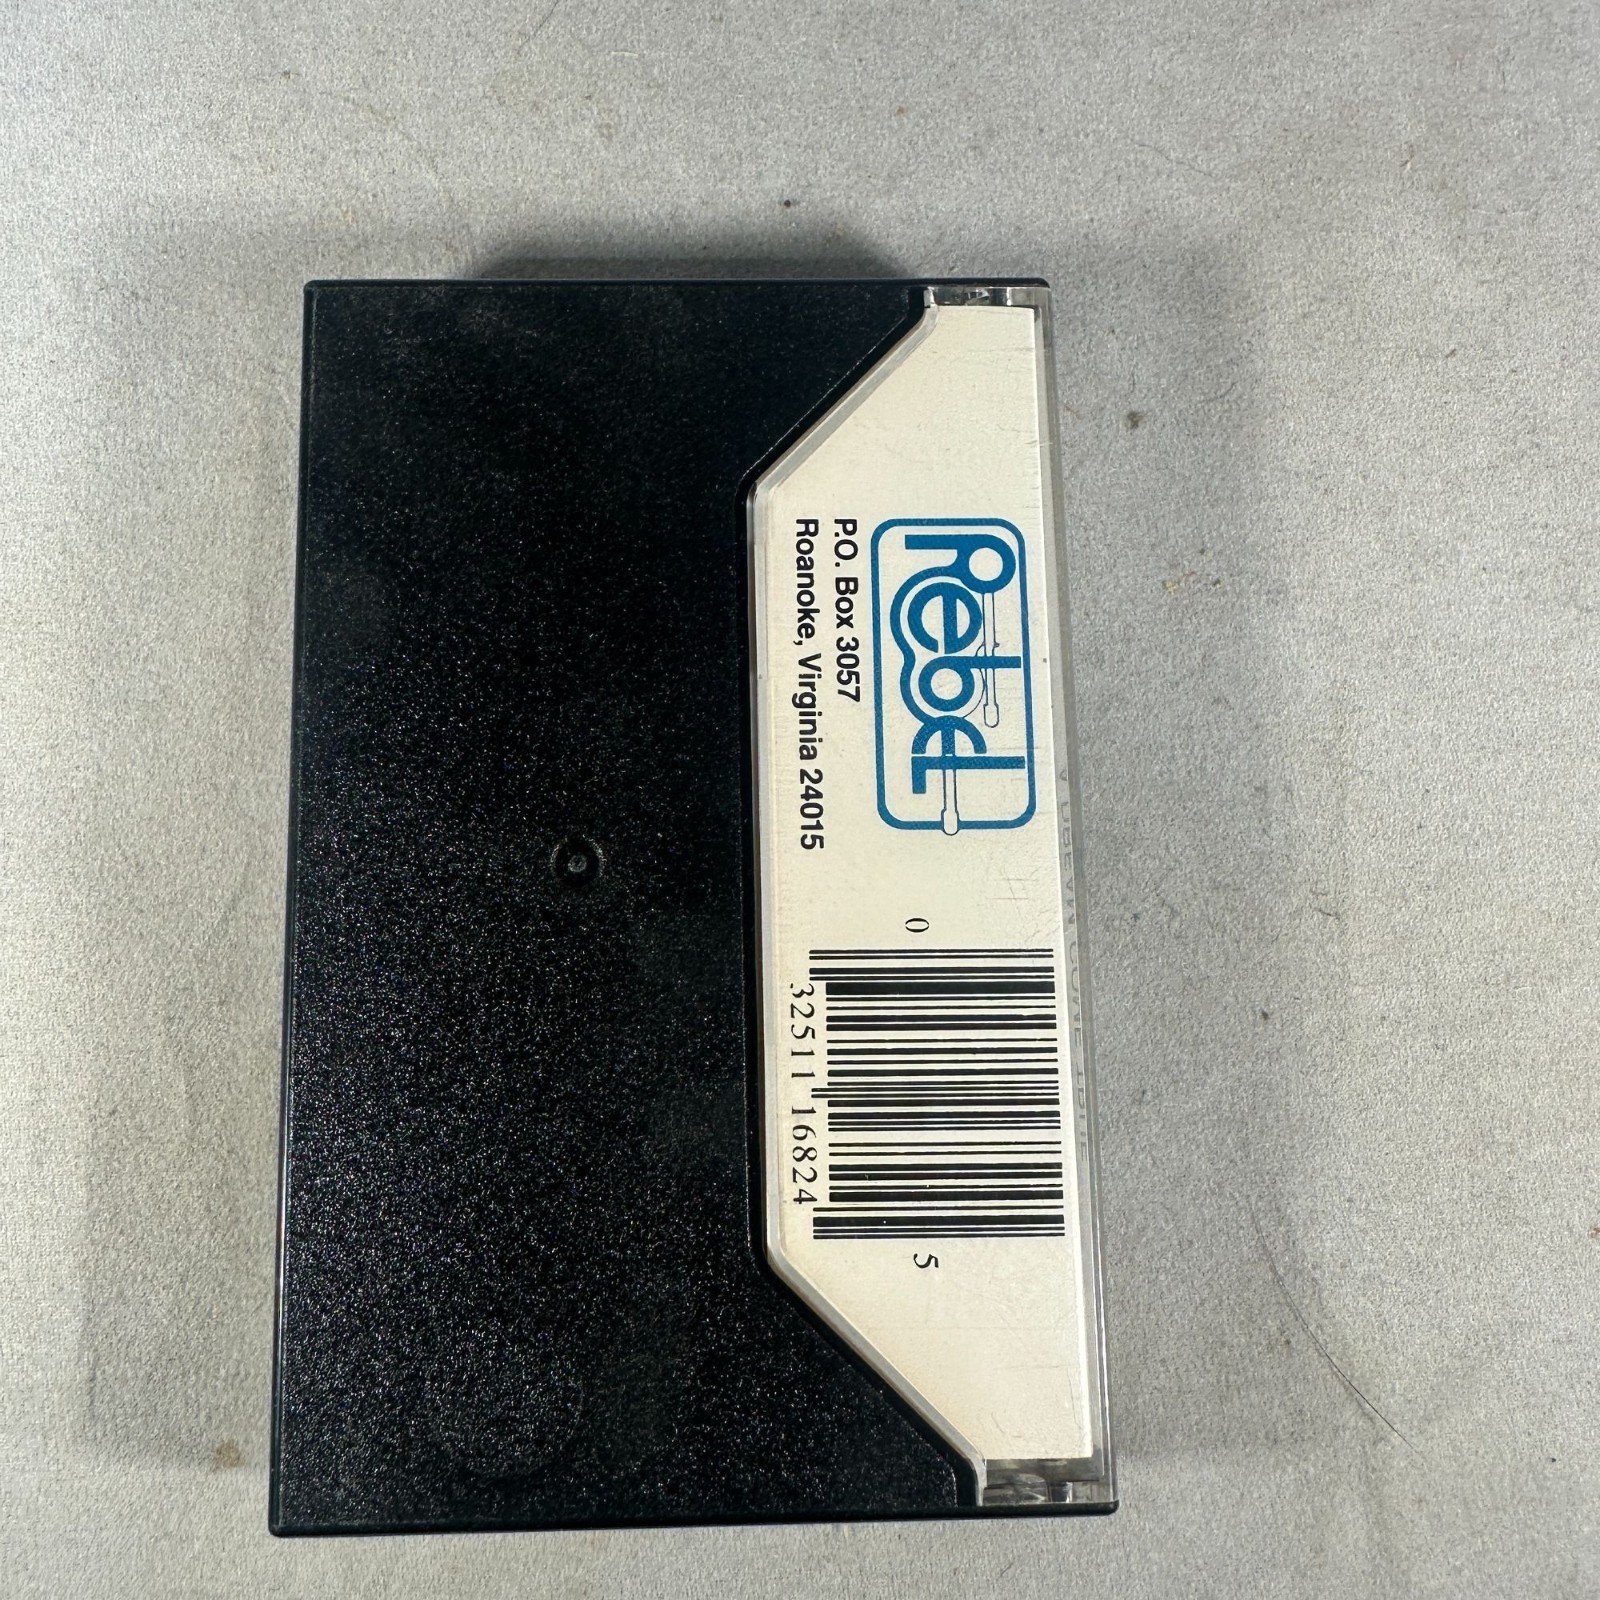 Rebel
P.O. Box 3057
Roanoke, Virginia 24015
0 32511 16824 5